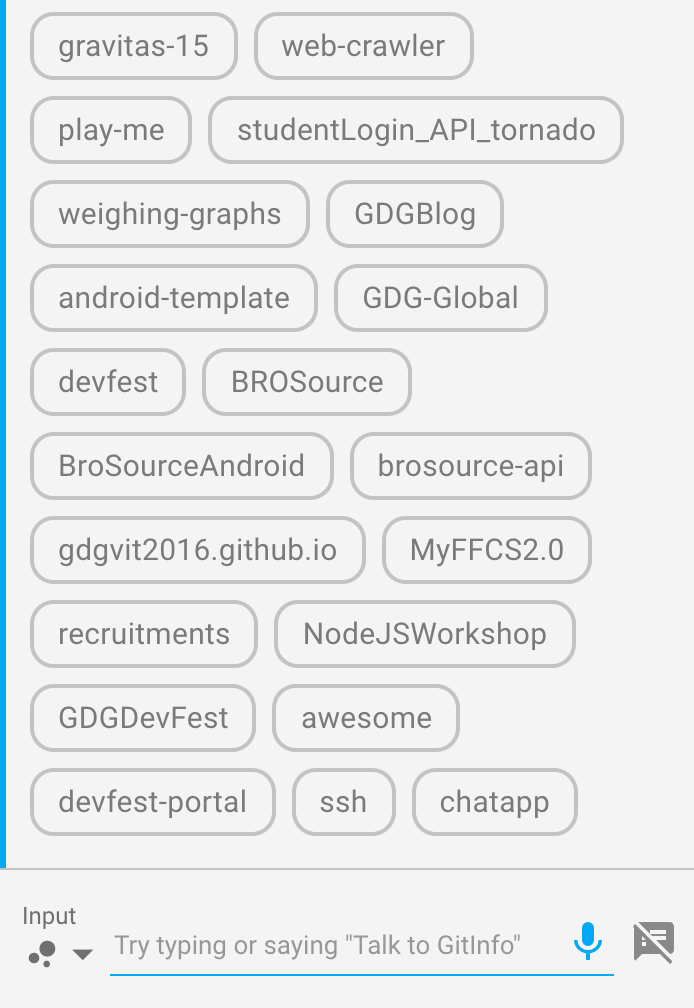 gravitas-15 web-crawler
play-me studentLogin_API_tornado
weighing-graphs GDGBlog
android-template GDG-Global
devfest BROSource
BroSourceAndroid brosource-api
gdgvit2016.github.io MyFFCS2.0
recruitments NodeJSWorkshop
GDGDevFest awesome
devfest-portal ssh chatapp
Input
Try typing or saying "Talk to GitInfo"